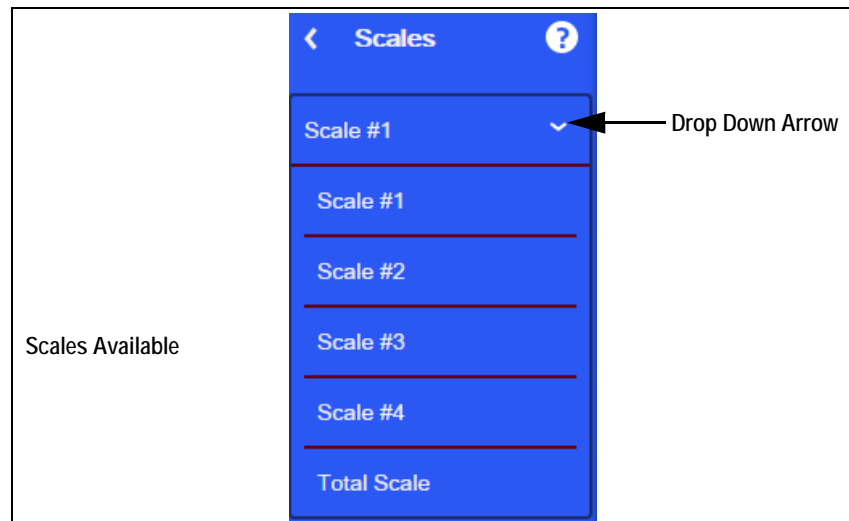 Scales
?
Scale #1
Drop Down Arrow
Scale #1
Scale #2
Scale #3
Scales Available
Scale #4
Total Scale